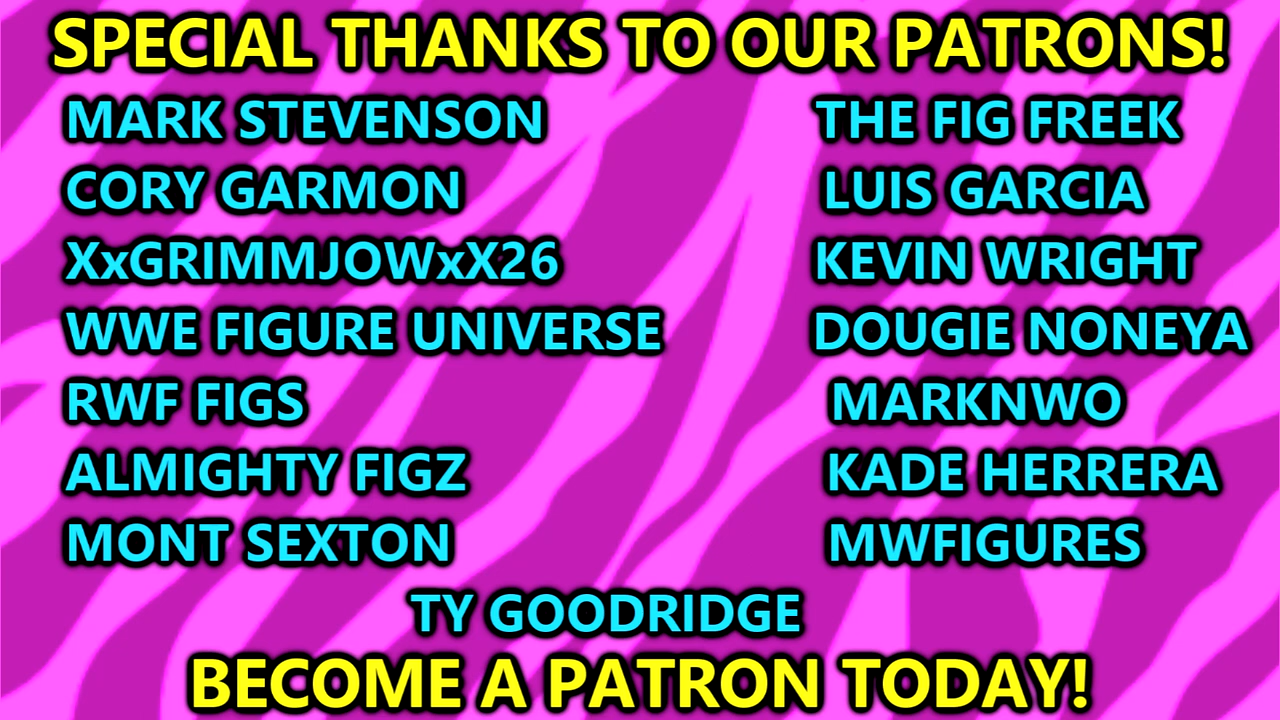 SPECIAL THANKS TO OUR PATRONS!
MARK STEVENSON
CORY GARMON
XxGRIMMJOWxX26
WWE FIGURE UNIVERSE
RWF FIGS
ALMIGHTY FIGZ
MONT SEXTON
THE FIG FREEK
LUIS GARCIA
KEVIN WRIGHT
DOUGIE NONEYA
MARKNWO
KADE HERRERA
MWFIGURES
TY GOODRIDGE
BECOME A PATRON TODAY!